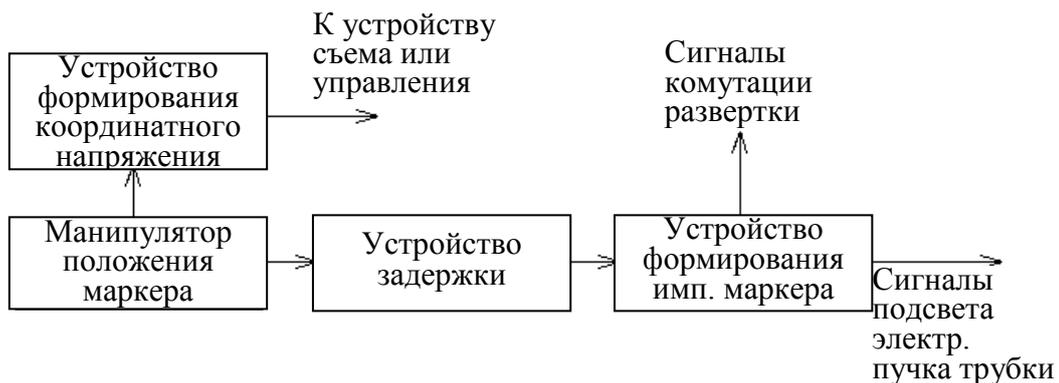 К устройству
съема или
управления
Сигналы
комутации
развертки
Устройство
формирования
координатного
напряжения
Манипулятор
положения
маркера
Устройство
задержки
Устройство
формирования
имп. маркера
Сигналы
подсвета
электр.
пучка трубки